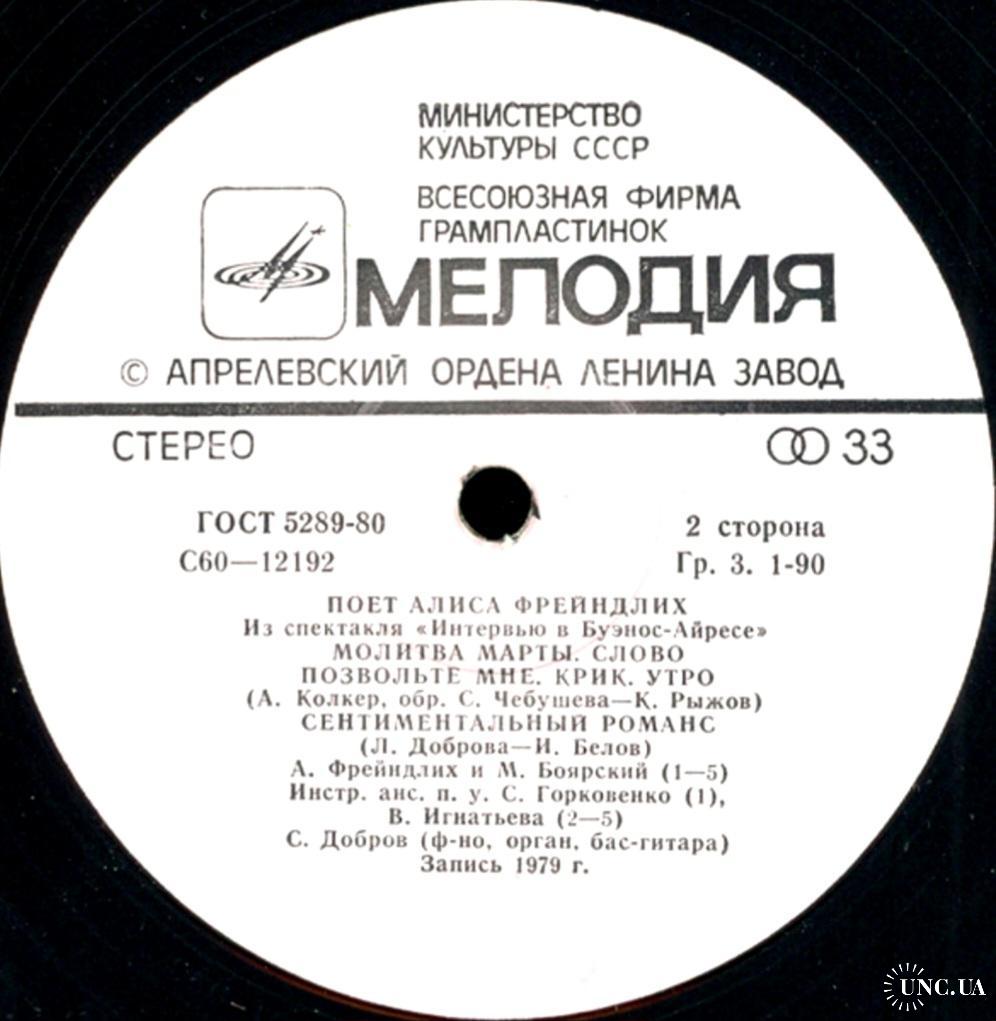 МИНИСТЕРСТВО
КУЛЬТУРЫ СССР
ВСЕСОЮЗНАЯ ФИРМА
ГРАМПЛАСТИНОК
МЕЛОДИЯ
© АПРЕЛЕВСКИЙ ОРДЕНА ЛЕНИНА ЗАВОД
СТЕРЕО
33
ГОСТ 5289-80
2 сторона
С60—12192
Гр. 3. 1-90
ПОЕТ АЛИСА ФРЕЙНДЛИХ
Из спектакля «Интервью в Буэнос-Айресе»
МОЛИТВА МАРТЫ. СЛОВО
ПОЗВОЛЬТЕ МНЕ. КРИК. УТРО
(А. Колкер, обр. С. Чебушева—К. Рыжов)
СЕНТИМЕНТАЛЬНЫЙ РОМАНС
(Л. Доброва—И. Белов)
А. Фрейндлих и М. Боярский (1—5)
Инстр. анс. п. у. С. Горковенко (1),
В. Игнатьева (2—5)
С. Добров (ф-но, орган, бас-гитара)
Запись 1979 г.
UNC.UA